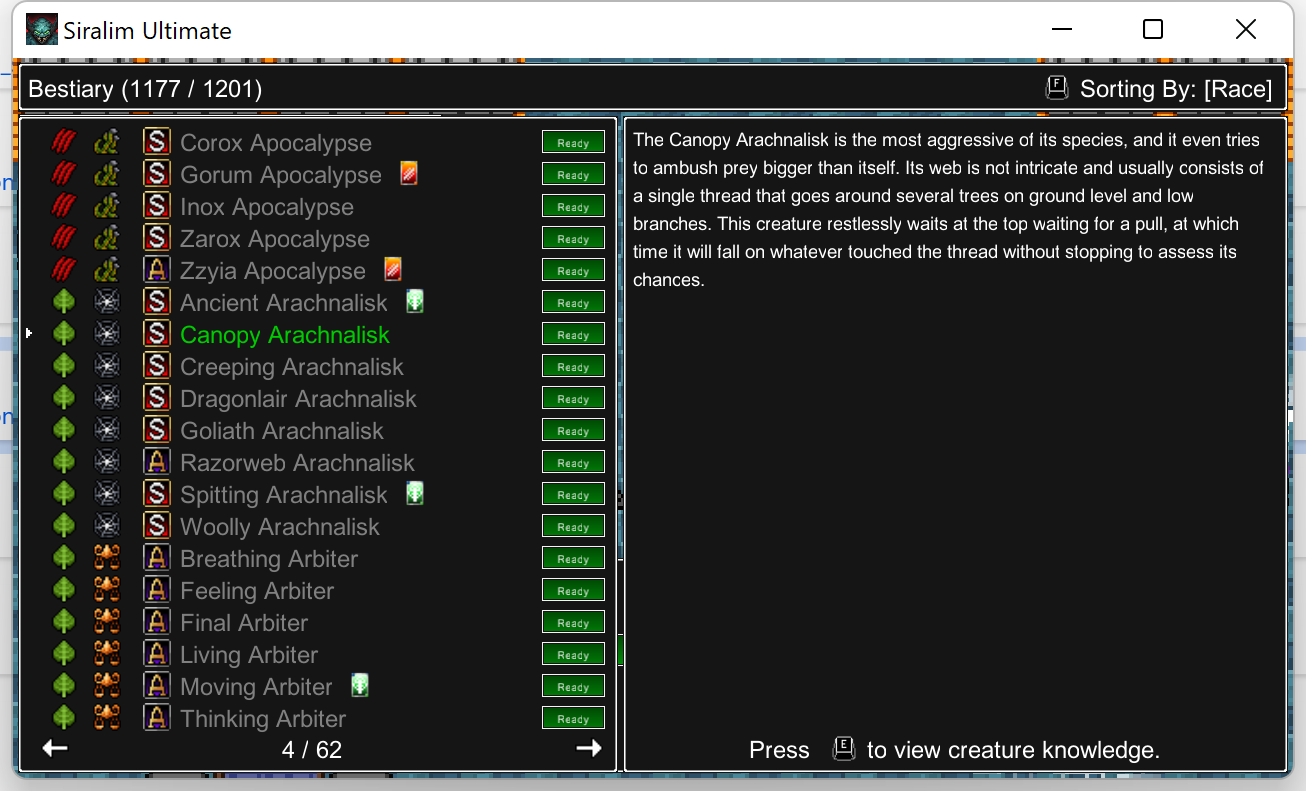 Siralim Ultimate
Bestiary (1177 / 1201)
F Sorting By: [Race]
S Corox Apocalypse Ready
S Gorum Apocalypse Ready
S Inox Apocalypse Ready
S Zarox Apocalypse Ready
A Zzyia Apocalypse Ready
S Ancient Arachnalisk Ready
S Canopy Arachnalisk Ready
S Creeping Arachnalisk Ready
S Dragonlair Arachnalisk Ready
S Goliath Arachnalisk Ready
A Razorweb Arachnalisk Ready
S Spitting Arachnalisk Ready
S Woolly Arachnalisk Ready
A Breathing Arbiter Ready
A Feeling Arbiter Ready
A Final Arbiter Ready
A Living Arbiter Ready
A Moving Arbiter Ready
A Thinking Arbiter Ready
4 / 62
The Canopy Arachnalisk is the most aggressive of its species, and it even tries
to ambush prey bigger than itself. Its web is not intricate and usually consists of
a single thread that goes around several trees on ground level and low
branches. This creature restlessly waits at the top waiting for a pull, at which
time it will fall on whatever touched the thread without stopping to assess its
chances.
Press E to view creature knowledge.